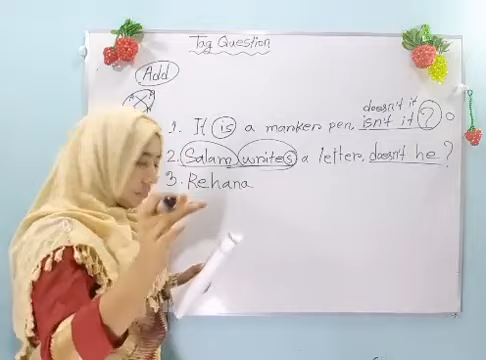 Tag Question
Add
doesn't it
1. It is a marker pen, isn't it ?
2. Salam writes a letter, doesn't he ?
3. Rehana